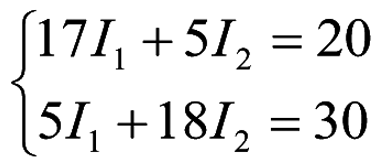 17I₁ + 5I₂ = 20
5I₁ + 18I₂ = 30